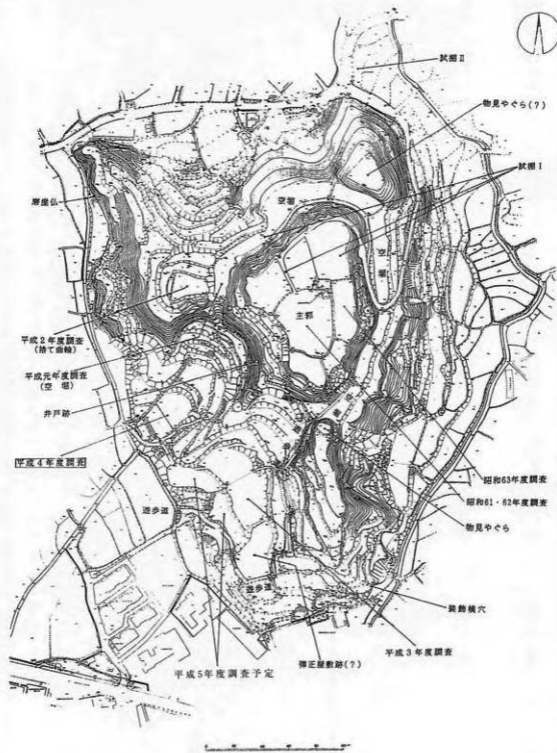 試掘Ⅱ
物見やぐら(?)
試掘Ⅰ
磨崖仏
空堀
空堀
主郭
平成2年度調査
(捨て曲輪)
平成元年度調査
(空堀)
井戸跡
平成4年度調査
昭和63年度調査
昭和61・62年度調査
遊歩道
物見やぐら
遊歩道
装飾横穴
平成3年度調査
弾正屋敷跡(?)
平成5年度調査予定